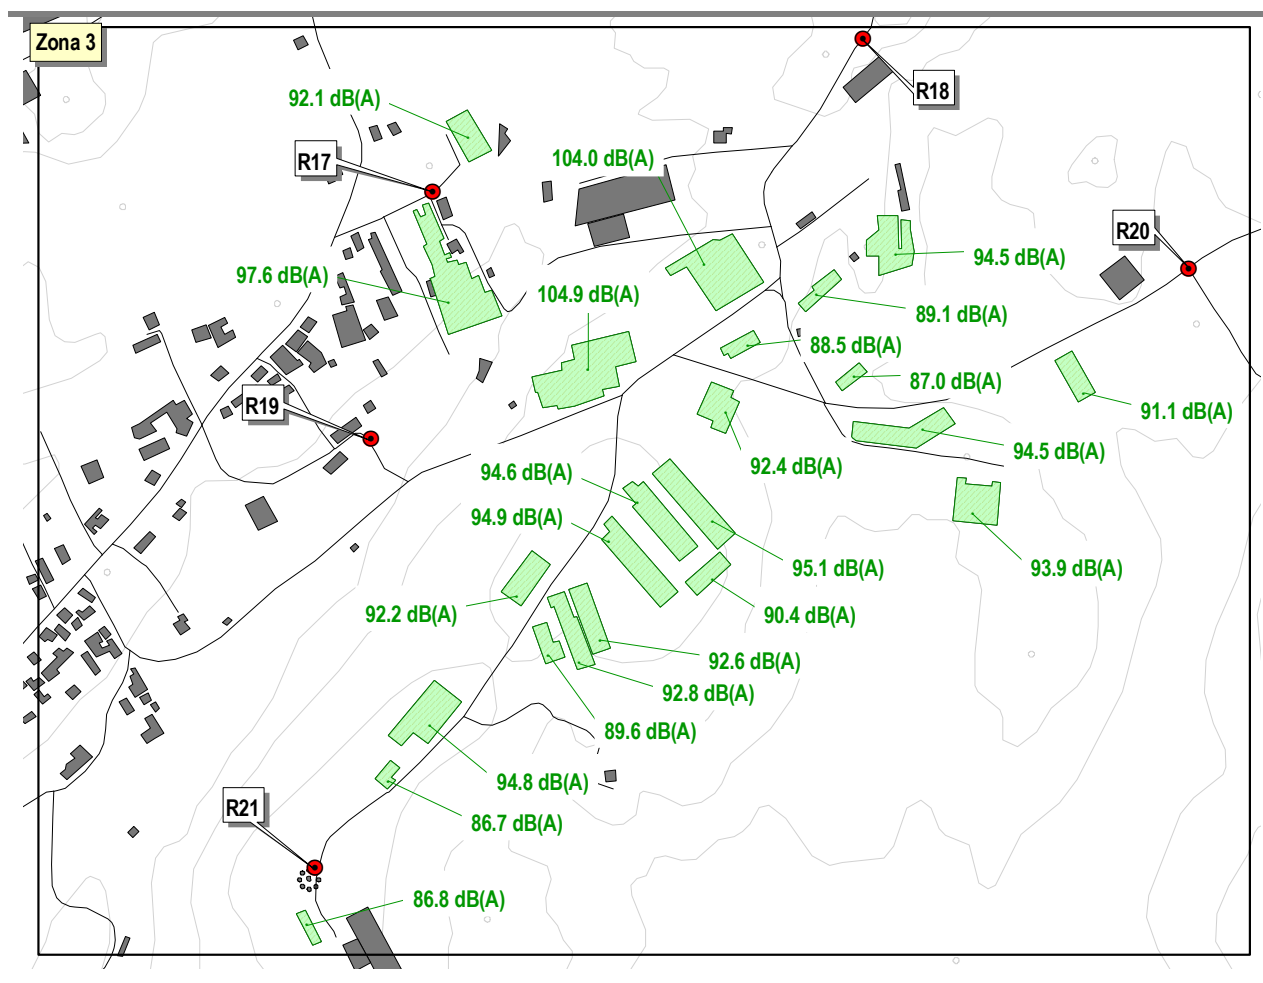 Zona 3
R18
92.1 dB(A)
104.0 dB(A)
R17
R20
94.5 dB(A)
97.6 dB(A)
104.9 dB(A)
89.1 dB(A)
88.5 dB(A)
87.0 dB(A)
R19
91.1 dB(A)
94.5 dB(A)
92.4 dB(A)
94.6 dB(A)
94.9 dB(A)
95.1 dB(A)
93.9 dB(A)
92.2 dB(A)
90.4 dB(A)
92.6 dB(A)
92.8 dB(A)
89.6 dB(A)
94.8 dB(A)
R21
86.7 dB(A)
86.8 dB(A)